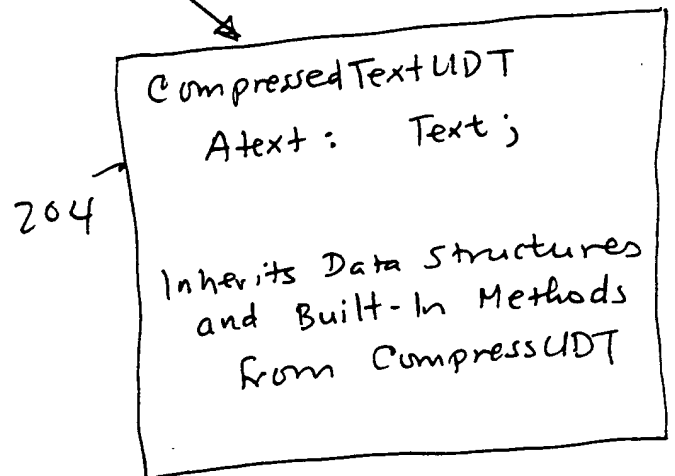 CompressedTextUDT
Atext: Text;
204
Inherits Data Structures
and Built-In Methods
from CompressUDT